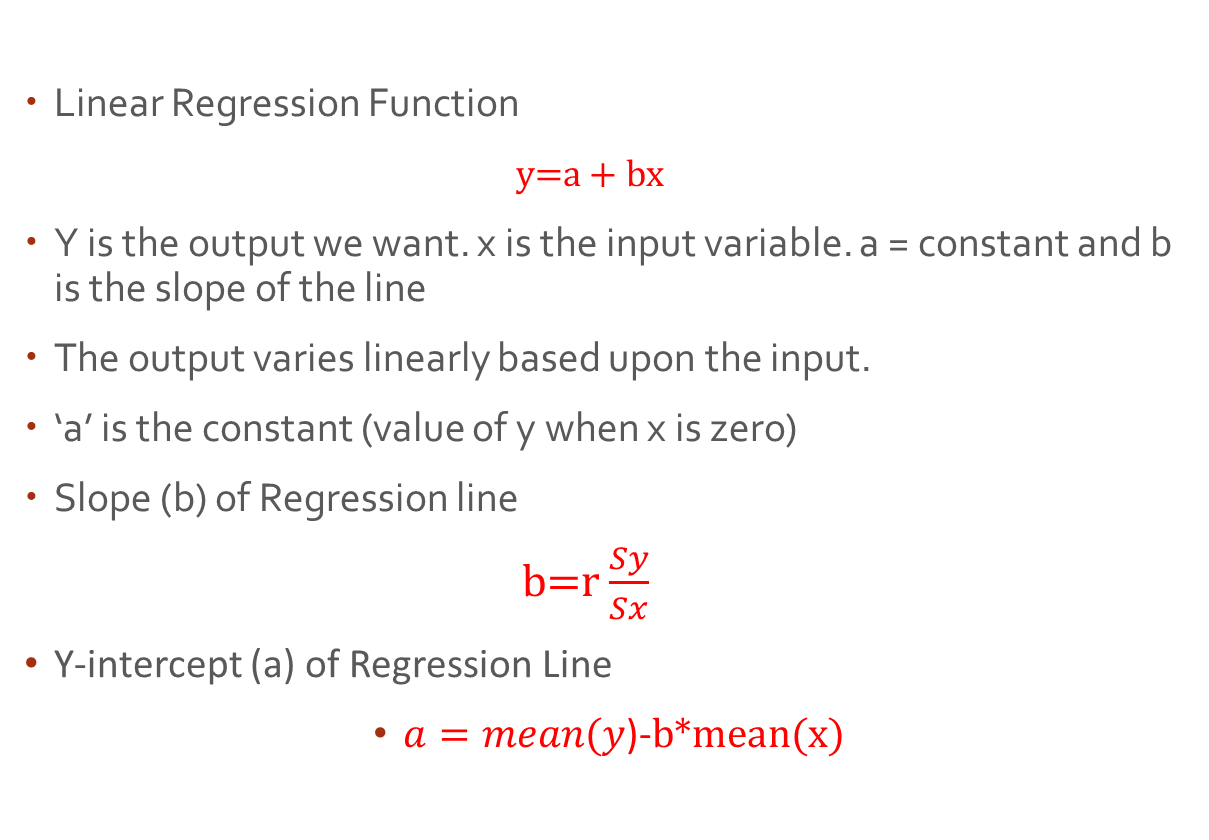 • Linear Regression Function
y=a + bx
• Y is the output we want. x is the input variable. a = constant and b
is the slope of the line
• The output varies linearly based upon the input.
• ‘a’ is the constant (value of y when x is zero)
• Slope (b) of Regression line
b=r Sy/Sx
• Y-intercept (a) of Regression Line
• a = mean(y)-b*mean(x)